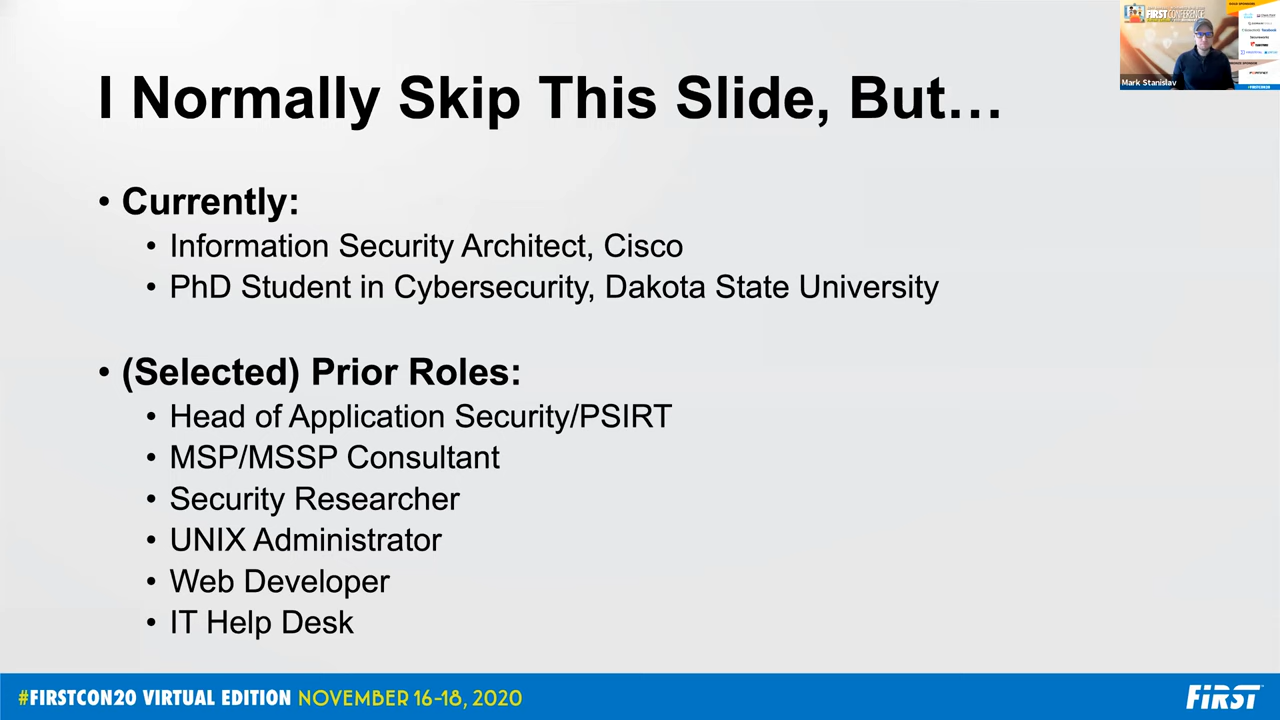 I Normally Skip This Slide, But…
FIRSTCONFERENCE
Mark Stanislav
• Currently:
• Information Security Architect, Cisco
• PhD Student in Cybersecurity, Dakota State University
• (Selected) Prior Roles:
• Head of Application Security/PSIRT
• MSP/MSSP Consultant
• Security Researcher
• UNIX Administrator
• Web Developer
• IT Help Desk
#FIRSTCON20 VIRTUAL EDITION NOVEMBER 16-18, 2020
FIRST